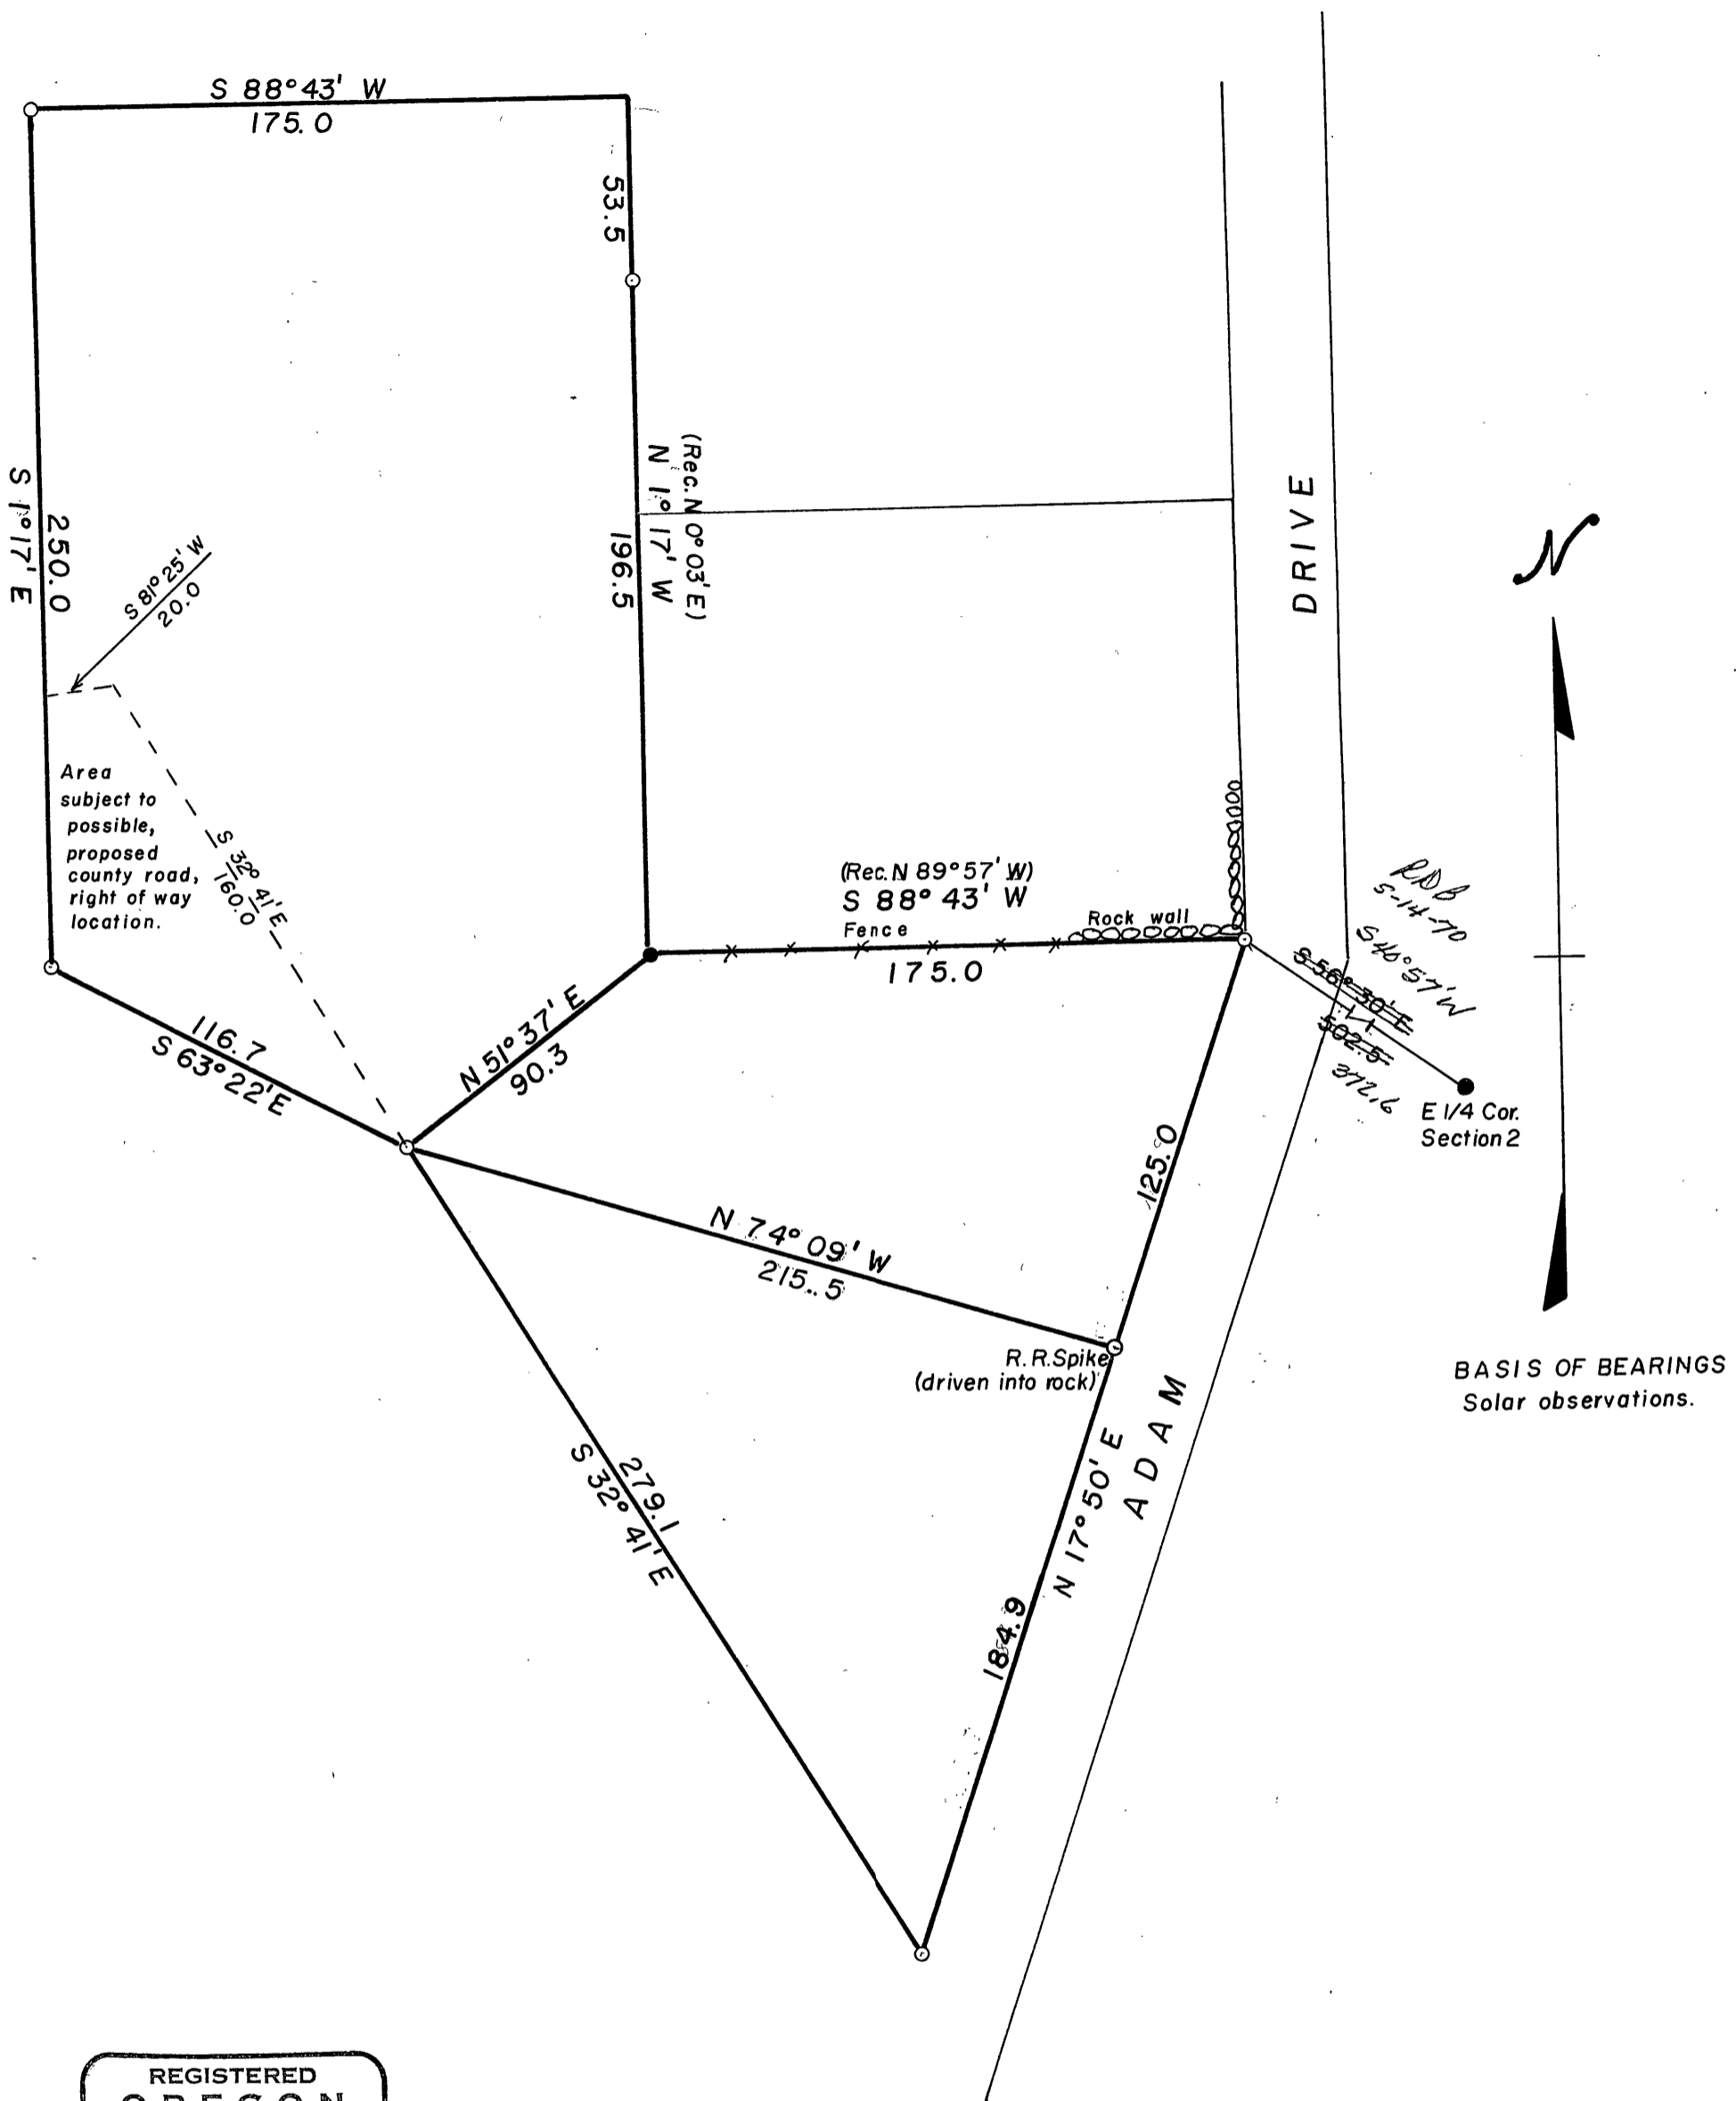 S 88°43' W
175.0
53.5
DRIVE
(Rec. N 0°03' E)
N 1° 17' W
196.5
S 1°17' E
250.0
S 81° 25' W
20.0
N
Area
subject to
possible,
proposed
county road,
right of way
location.
S 32° 41' E
160.0
(Rec. N 89°57' W)
S 88° 43' W
Fence
Rock wall
175.0
RDB
5-14-70
S 40° 57' W
S 56° 30' E
502.5
372.6
E 1/4 Cor.
Section 2
116.7
S 63° 22' E
N 51° 37' E
90.3
125.0
N 74° 09' W
215.5
R.R. Spike
(driven into rock)
BASIS OF BEARINGS
Solar observations.
ADAM
N 17° 50' E
279.1
S 32° 41' E
184.9
REGISTERED
OREGON